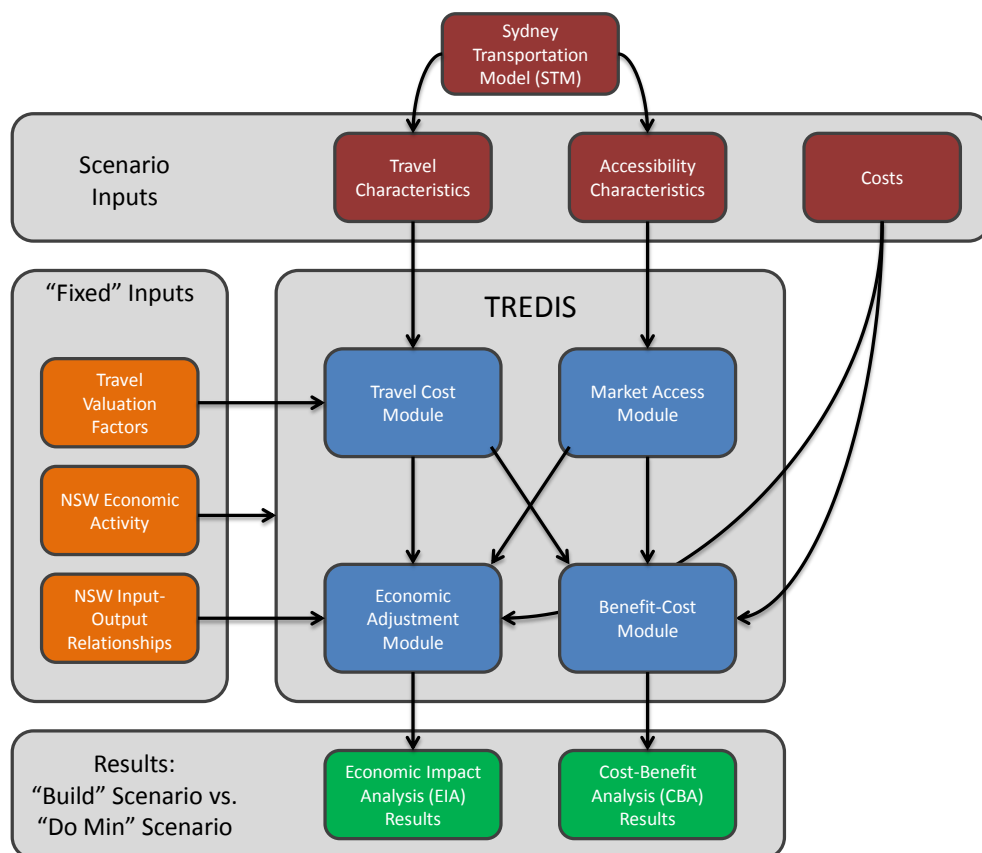 Sydney
Transportation
Model (STM)
Scenario
Inputs
Travel
Characteristics
Accessibility
Characteristics
Costs
“Fixed” Inputs
TREDIS
Travel
Valuation
Factors
Travel Cost
Module
Market Access
Module
NSW Economic
Activity
NSW Input-
Output
Relationships
Economic
Adjustment
Module
Benefit-Cost
Module
Results:
“Build” Scenario vs.
“Do Min” Scenario
Economic Impact
Analysis (EIA)
Results
Cost-Benefit
Analysis (CBA)
Results